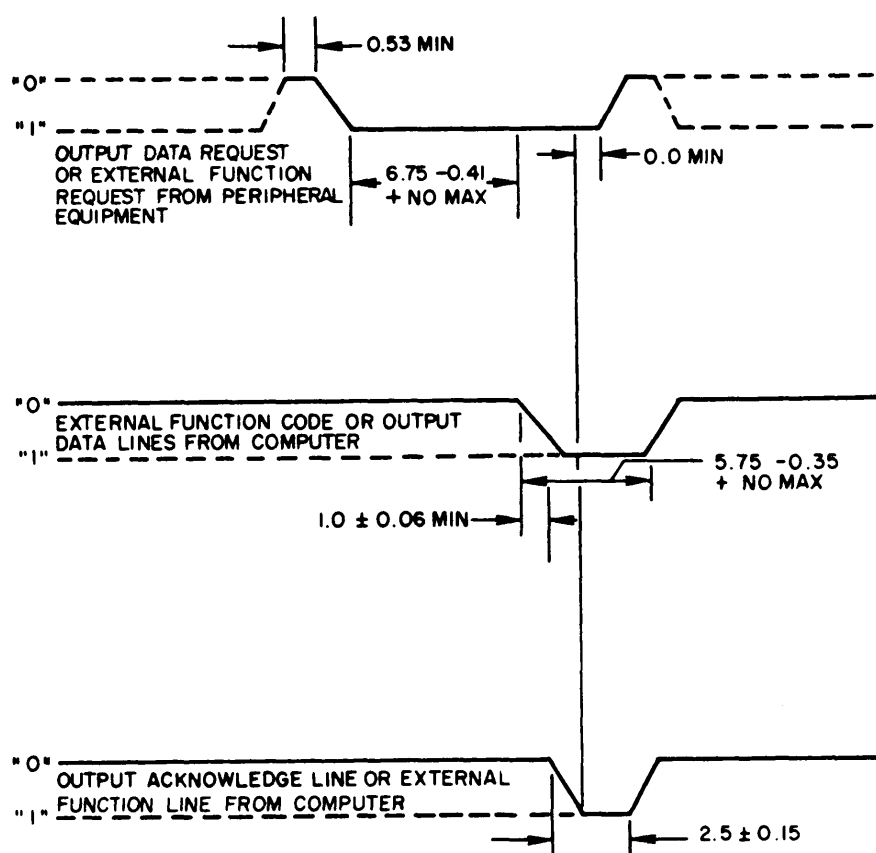 0.53 MIN
"0"
"1"
OUTPUT DATA REQUEST
OR EXTERNAL FUNCTION
REQUEST FROM PERIPHERAL
EQUIPMENT
6.75 -0.41
+ NO MAX
0.0 MIN
"0"
EXTERNAL FUNCTION CODE OR OUTPUT
DATA LINES FROM COMPUTER
"1"
5.75 -0.35
+ NO MAX
1.0 ± 0.06 MIN
"0"
OUTPUT ACKNOWLEDGE LINE OR EXTERNAL
FUNCTION LINE FROM COMPUTER
"1"
2.5 ± 0.15